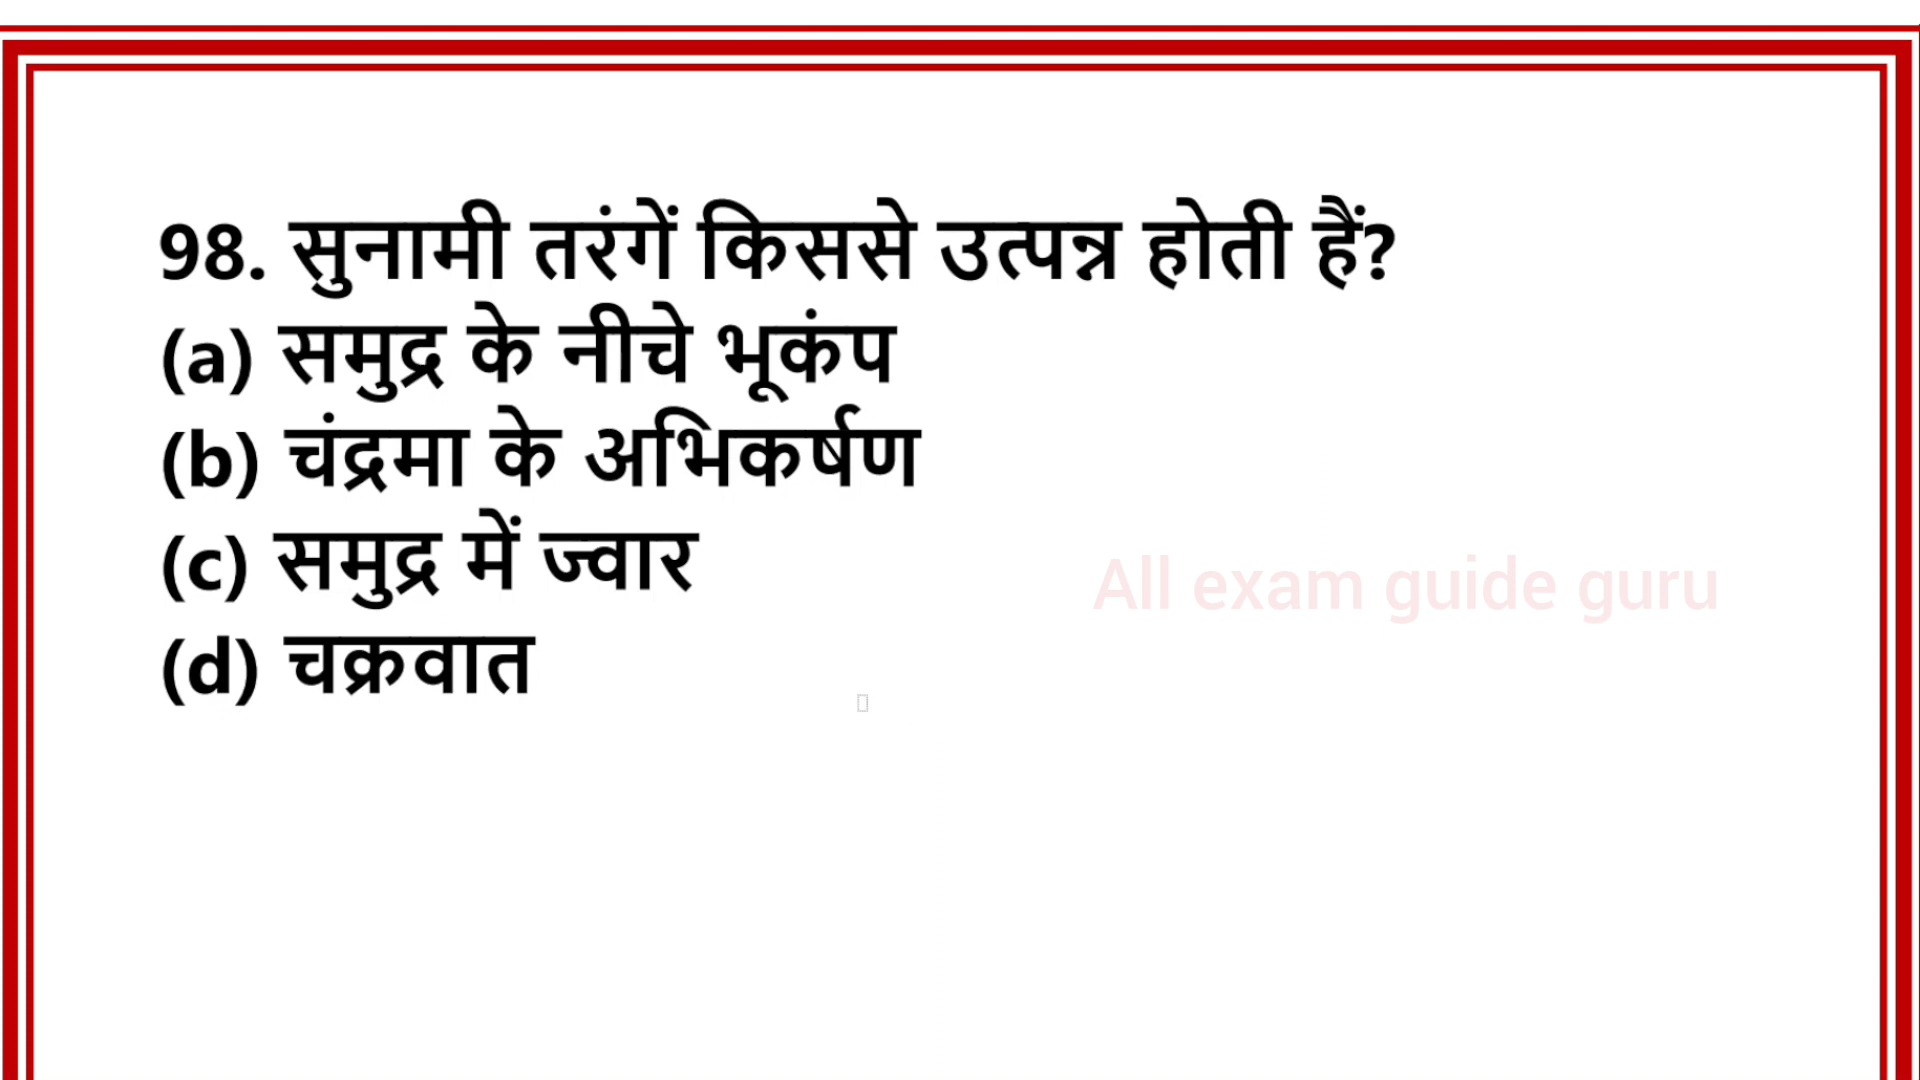 98. सुनामी तरंगें किससे उत्पन्न होती हैं?
(a) समुद्र के नीचे भूकंप
(b) चंद्रमा के अभिकर्षण
(c) समुद्र में ज्वार
All exam guide guru
(d) चक्रवात